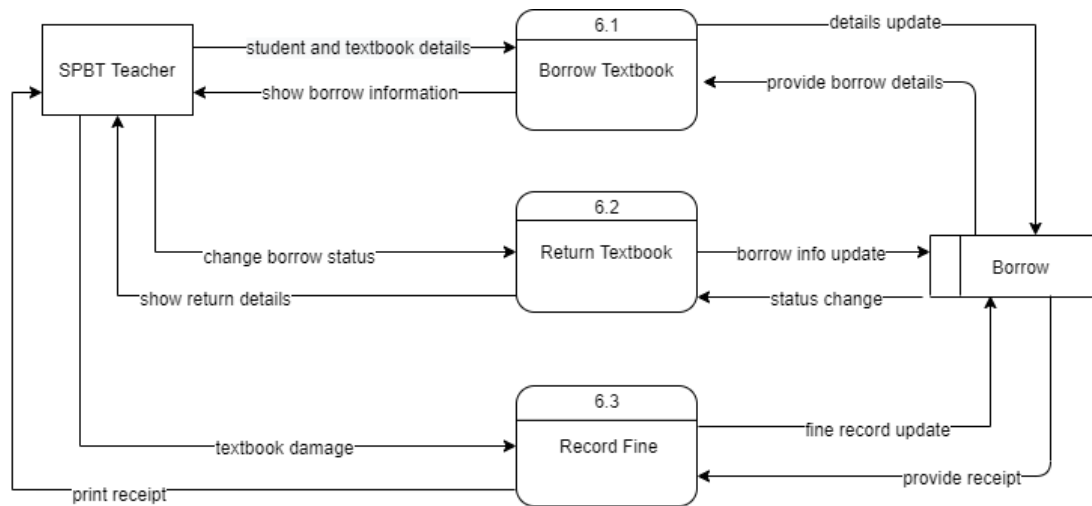 6.1
details update
SPBT Teacher
student and textbook details
Borrow Textbook
show borrow information
provide borrow details
6.2
change borrow status
Return Textbook
borrow info update
Borrow
show return details
status change
6.3
fine record update
textbook damage
Record Fine
provide receipt
print receipt